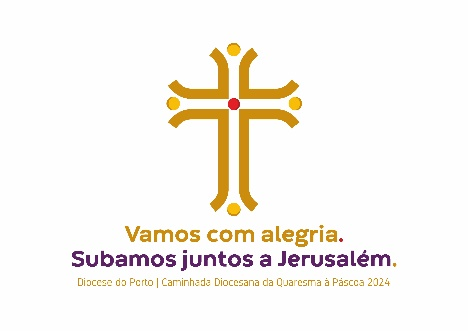 Vamos com alegria.
Subamos juntos a Jerusalém.
Diocese do Porto | Caminhada Diocesana da Quaresma à Páscoa 2024